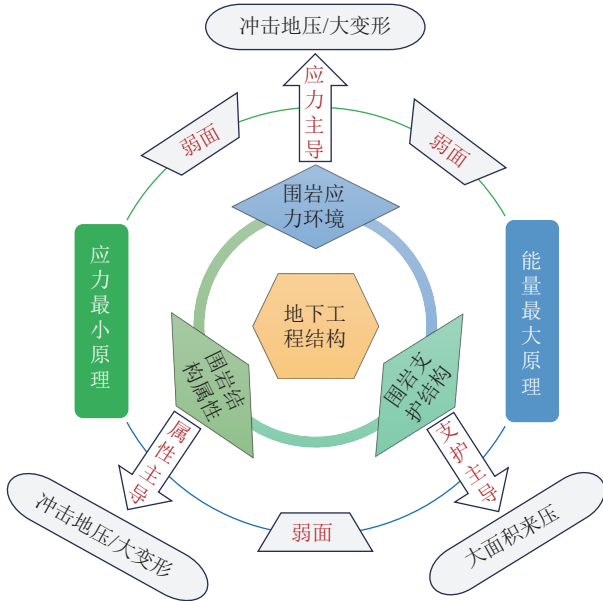 冲击地压/大变形
应力主导
弱面
弱面
围岩应
力环境
应力最小原理
能量最大原理
地下工
程结构
围岩结
构属性
围岩支
护结构
属性主导
支护主导
冲击地压/大变形
弱面
大面积来压